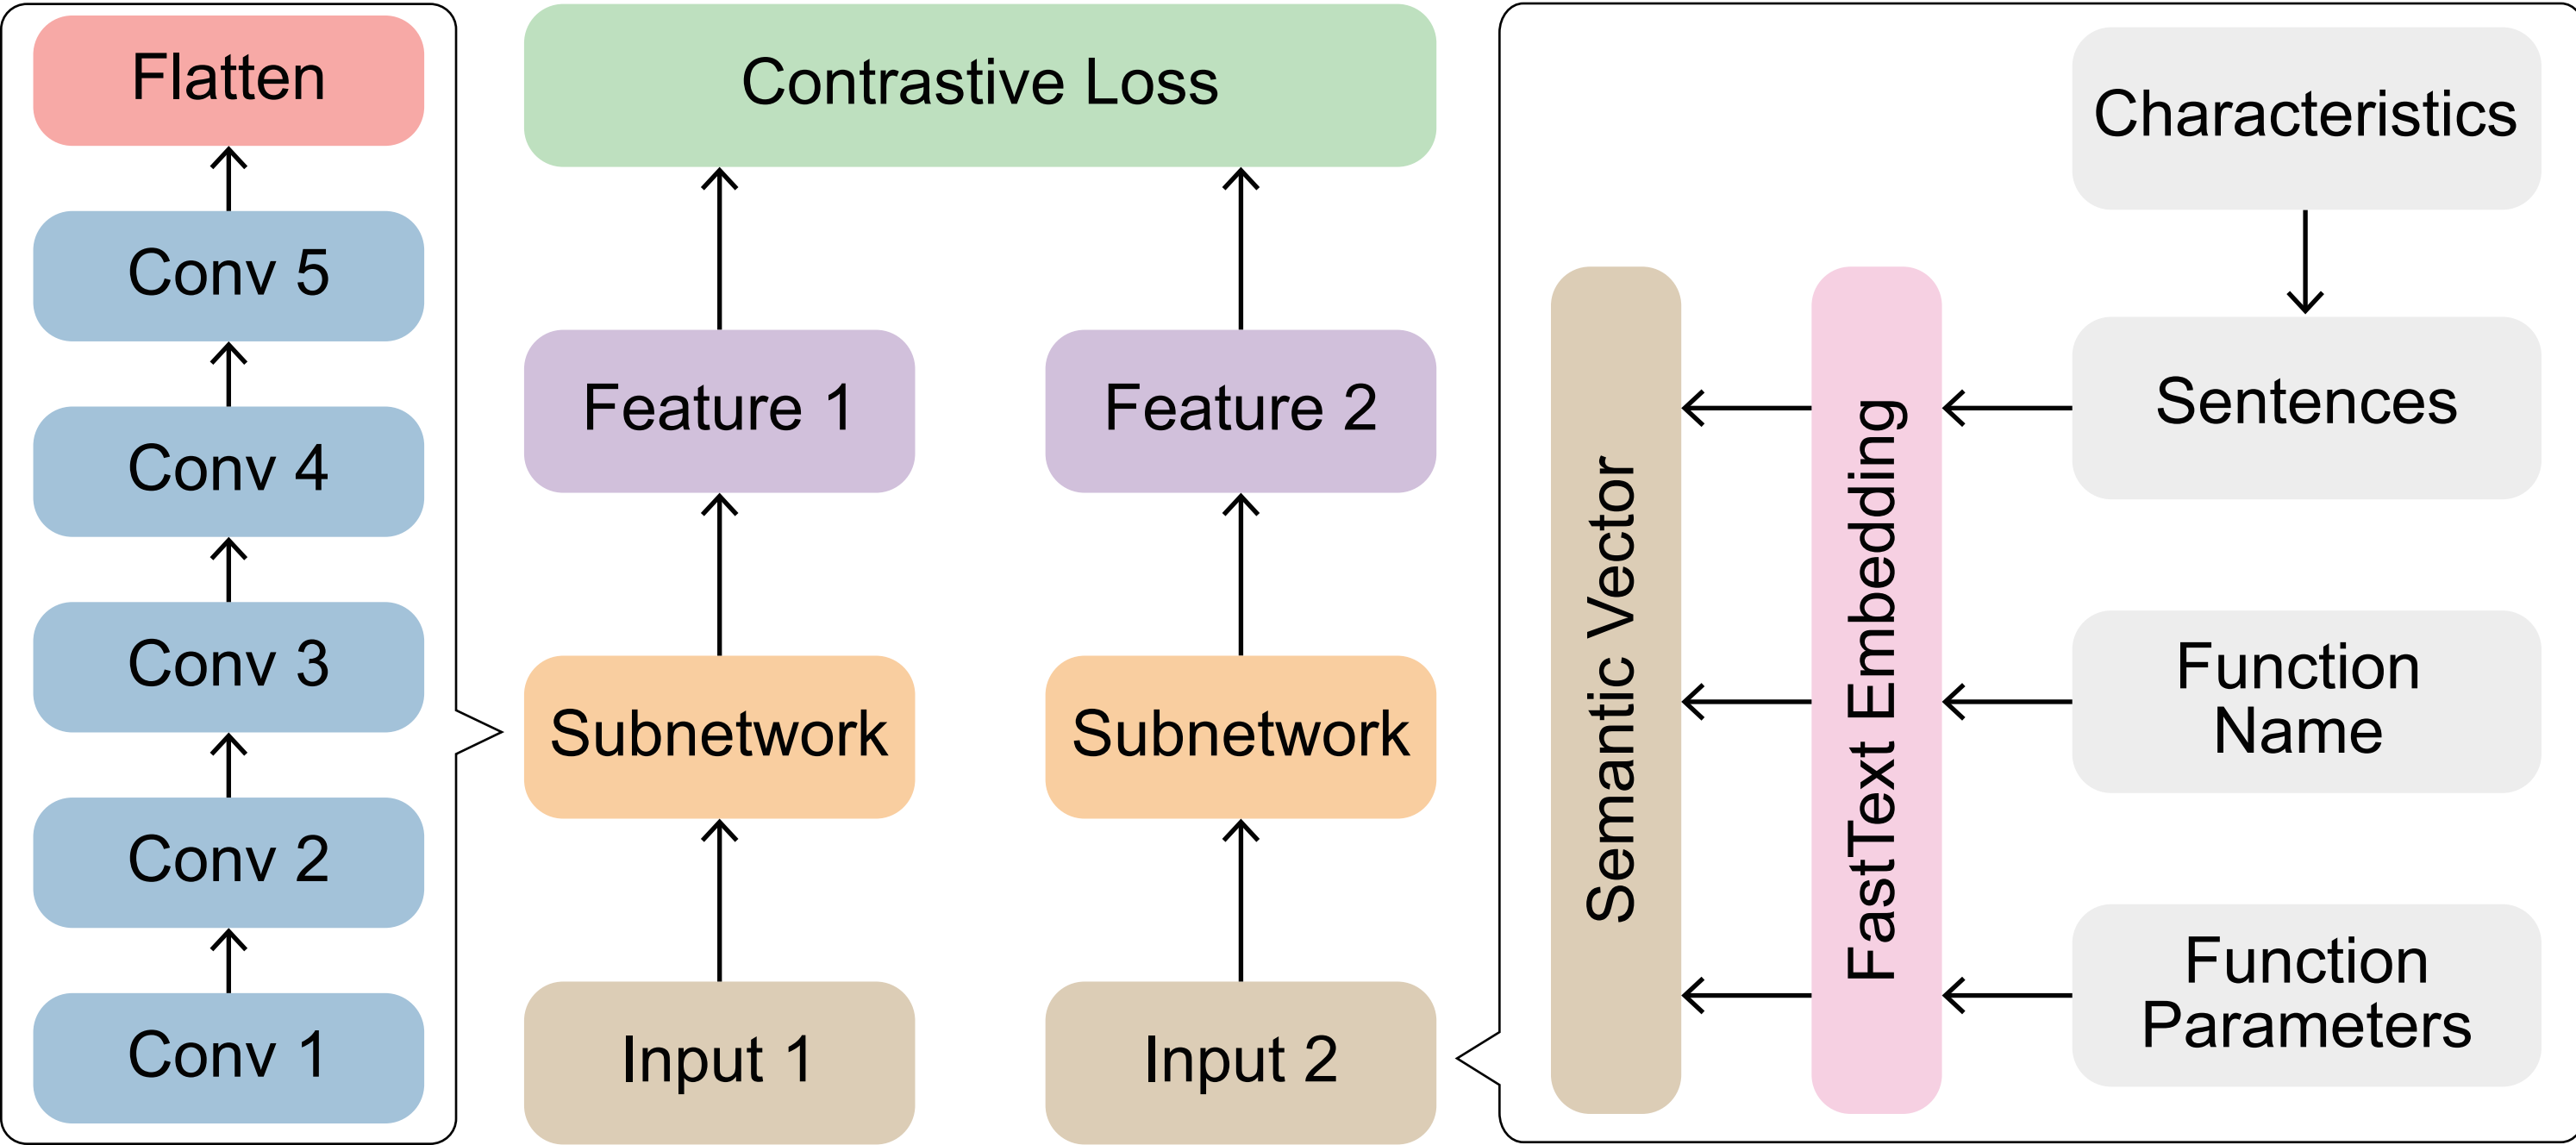 Flatten
Conv 5
Conv 4
Conv 3
Conv 2
Conv 1
Contrastive Loss
Feature 1
Feature 2
Subnetwork
Subnetwork
Input 1
Input 2
Semantic Vector
FastText Embedding
Characteristics
Sentences
Function
Name
Function
Parameters